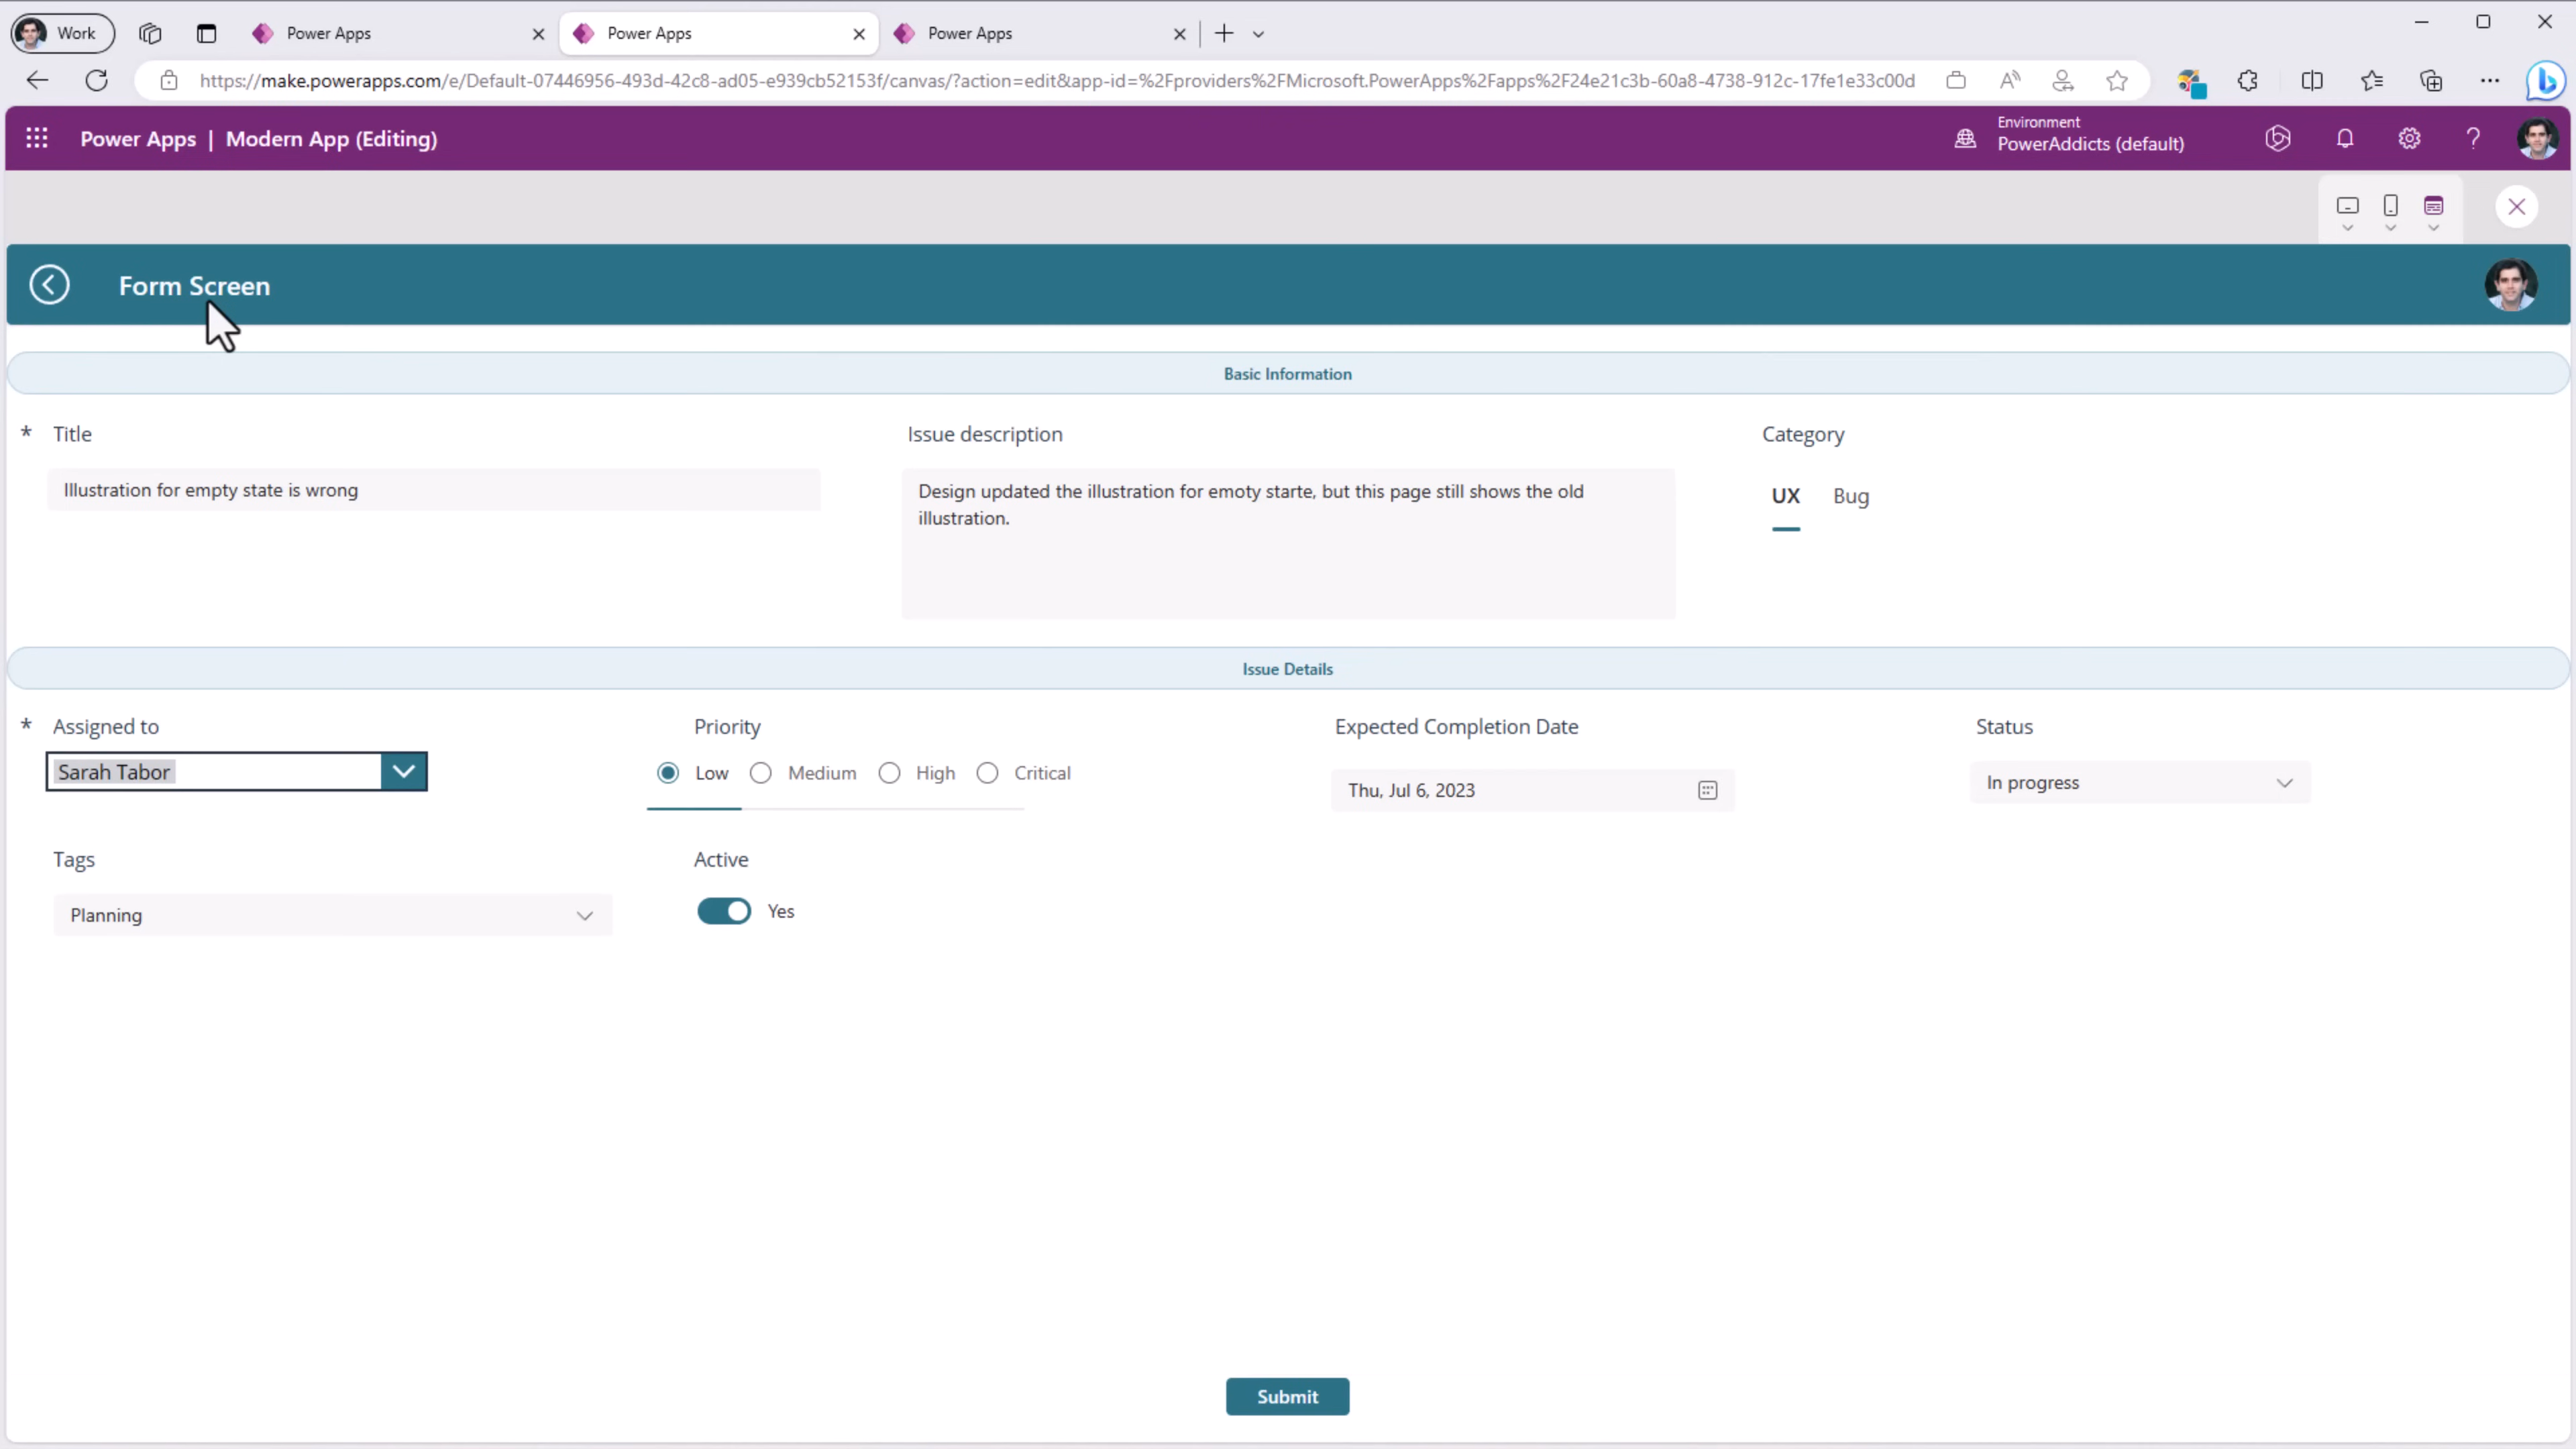 Work
Power Apps
Power Apps
Power Apps
https://make.powerapps.com/e/Default-07446956-493d-42c8-ad05-e939cb52153f/canvas/?action=edit&app-id=%2Fproviders%2FMicrosoft.PowerApps%2Fapps%2F24e21c3b-60a8-4738-912c-17fe1e33c00d
Power Apps | Modern App (Editing)
Environment
PowerAddicts (default)
Form Screen
Basic Information
* Title
Issue description
Category
Illustration for empty state is wrong
Design updated the illustration for emoty starte, but this page still shows the old
illustration.
UX Bug
Issue Details
* Assigned to
Priority
Expected Completion Date
Status
Sarah Tabor
Low Medium High Critical
Thu, Jul 6, 2023
In progress
Tags
Active
Planning
Yes
Submit